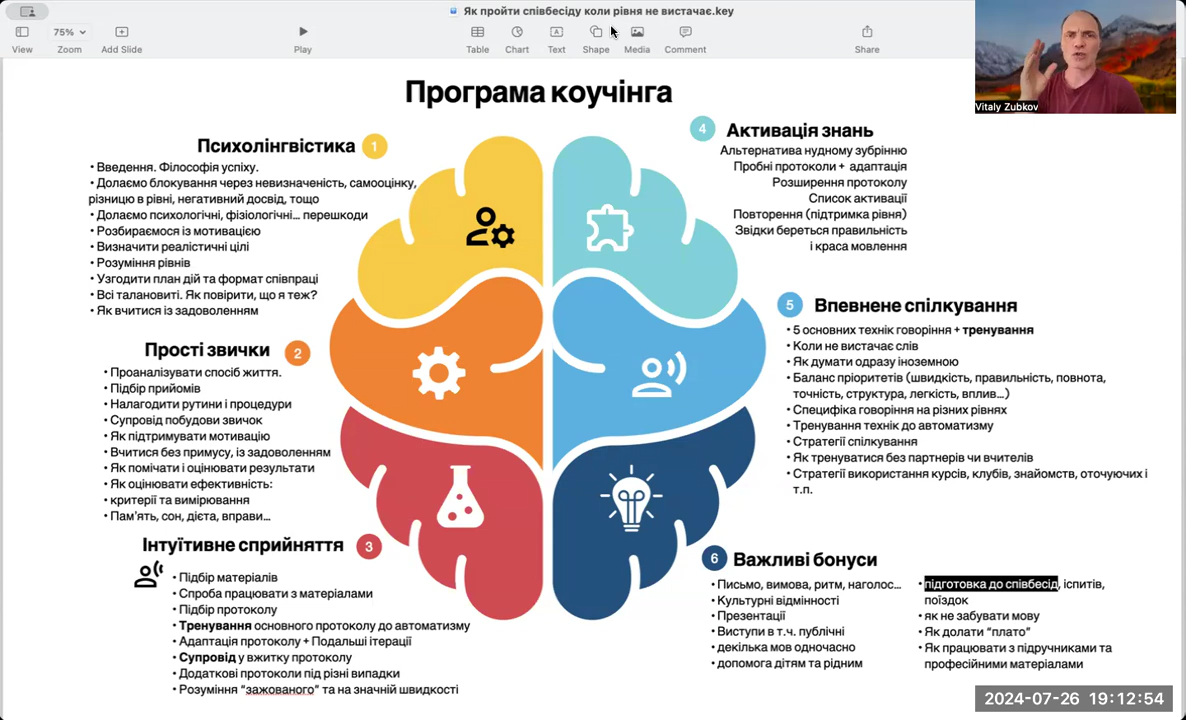 Як пройти співбесіду коли рівня не вистачає.key
View
75%
Zoom
Add Slide
Play
Table
Chart
Text
Shape
Media
Comment
Share
Vitaly Zubkov
Програма коучінга
Психолінгвістика 1
• Введення. Філософія успіху.
• Долаємо блокування через невизначеність, самооцінку,
різницю в рівні, негативний досвід, тощо
• Долаємо психологічні, фізіологічні... перешкоди
• Розбираємося із мотивацією
• Визначити реалістичні цілі
• Розуміння рівнів
• Узгодити план дій та формат співпраці
• Всі талановиті. Як повірити, що я теж?
• Як вчитися із задоволенням
Прості звички 2
• Проаналізувати спосіб життя.
• Підбір прийомів
• Налагодити рутини і процедури
• Супровід побудови звичок
• Як підтримувати мотивацію
• Вчитися без примусу, із задоволенням
• Як помічати і оцінювати результати
• Як оцінювати ефективність:
• критерії та вимірювання
• Пам'ять, сон, дієта, вправи...
Інтуїтивне сприйняття 3
• Підбір матеріалів
• Спроба працювати з матеріалами
• Підбір протоколу
• Тренування основного протоколу до автоматизму
• Адаптація протоколу + Подальші ітерації
• Супровід у вжитку протоколу
• Додаткові протоколи під різні випадки
• Розуміння "зажованого" та на значній швидкості
4 Активація знань
Альтернатива нудному зубрінню
Пробні протоколи + адаптація
Розширення протоколу
Список активації
Повторення (підтримка рівня)
Звідки береться правильність
і краса мовлення
5 Впевнене спілкування
• 5 основних технік говоріння + тренування
• Коли не вистачає слів
• Як думати одразу іноземною
• Баланс пріоритетів (швидкість, правильність, повнота,
точність, структура, легкість, вплив...)
• Специфіка говоріння на різних рівнях
• Тренування технік до автоматизму
• Стратегії спілкування
• Як тренуватися без партнерів чи вчителів
• Стратегії використання курсів, клубів, знайомств, оточуючих і
т.п.
6 Важливі бонуси
• Письмо, вимова, ритм, наголос...
• Культурні відмінності
• Презентації
• Виступи в т.ч. публічні
• декілька мов одночасно
• допомога дітям та рідним
• підготовка до співбесід, іспитів,
поїздок
• як не забувати мову
• Як долати "плато"
• Як працювати з підручниками та
професійними матеріалами
2024-07-26 19:12:54